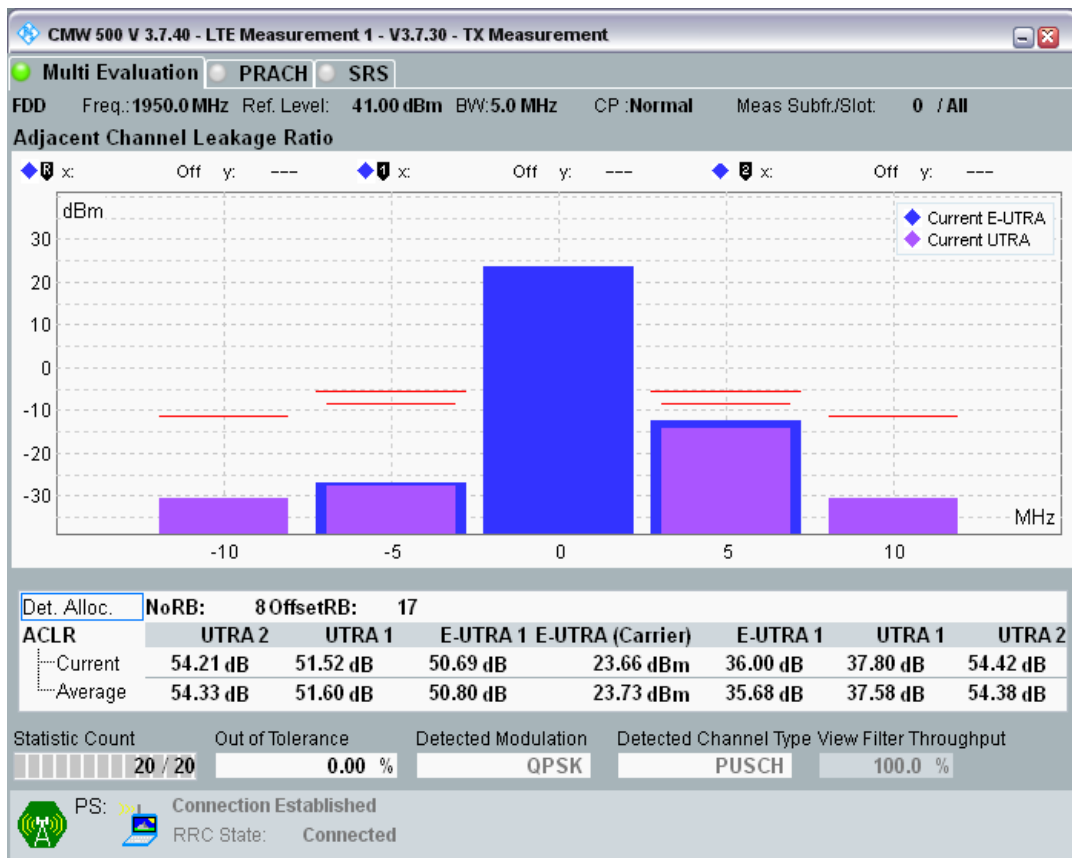 CMW 500 V 3.7.40 - LTE Measurement 1 - V3.7.30 - TX Measurement
Multi Evaluation PRACH SRS
FDD Freq.: 1950.0 MHz Ref. Level: 41.00 dBm BW: 5.0 MHz CP : Normal Meas Subfr./Slot: 0 / All
Adjacent Channel Leakage Ratio
R x: Off y: --- 1 x: Off y: --- 2 x: Off y: ---
dBm
Current E-UTRA
Current UTRA
30
20
10
0
-10
-20
-30
MHz
-10 -5 0 5 10
Det. Alloc. NoRB: 8 OffsetRB: 17
ACLR UTRA 2 UTRA 1 E-UTRA 1 E-UTRA (Carrier) E-UTRA 1 UTRA 1 UTRA 2
Current 54.21 dB 51.52 dB 50.69 dB 23.66 dBm 36.00 dB 37.80 dB 54.42 dB
Average 54.33 dB 51.60 dB 50.80 dB 23.73 dBm 35.68 dB 37.58 dB 54.38 dB
Statistic Count Out of Tolerance Detected Modulation Detected Channel Type View Filter Throughput
20 / 20 0.00 % QPSK PUSCH 100.0 %
PS: Connection Established
RRC State: Connected